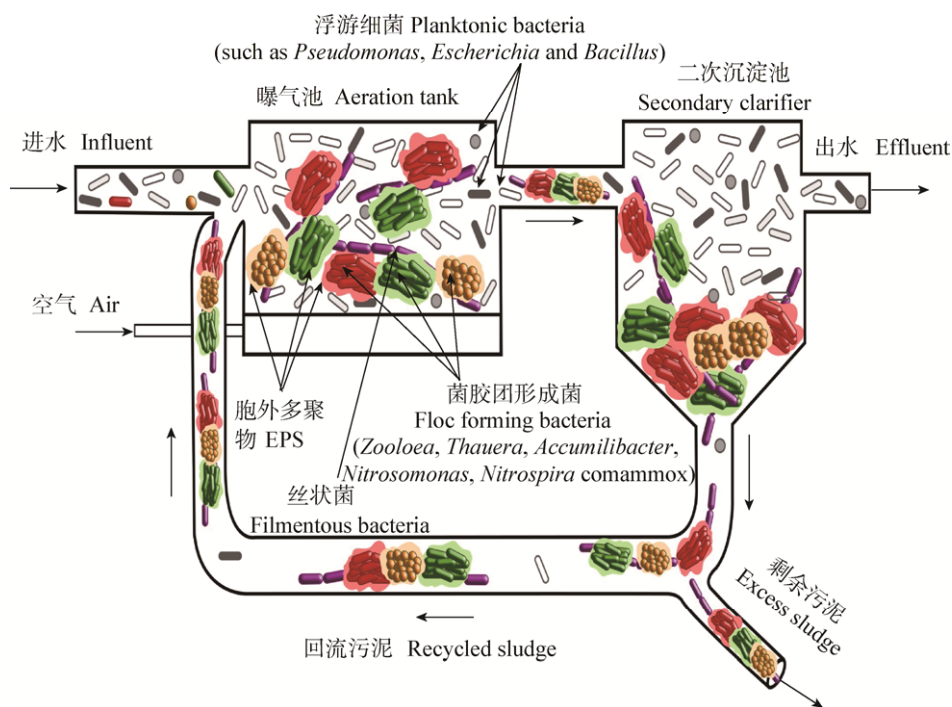 浮游细菌 Planktonic bacteria
(such as Pseudomonas, Escherichia and Bacillus)
曝气池 Aeration tank
二次沉淀池
Secondary clarifier
进水 Influent
出水 Effluent
空气 Air
胞外多聚
物 EPS
菌胶团形成菌
Floc forming bacteria
(Zooloea, Thauera, Accumilibacter,
Nitrosomonas, Nitrospira comammox)
丝状菌
Filmentous bacteria
剩余污泥
Excess sludge
回流污泥 Recycled sludge